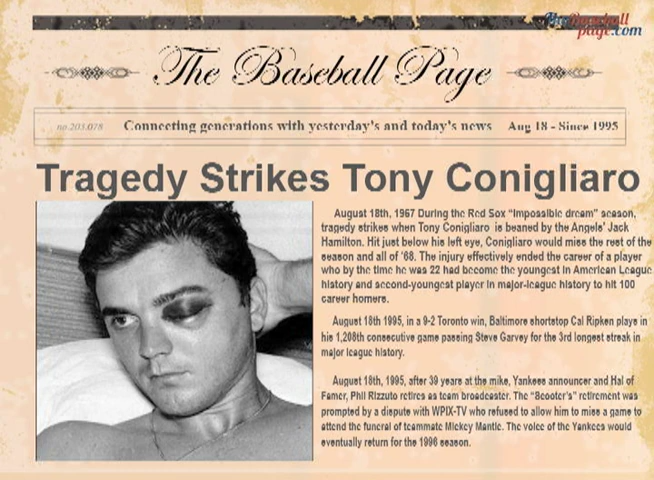 The Baseball
page.com
The Baseball Page
no.203.078 Connecting generations with yesterday's and today's news Aug 18 - Since 1995
Tragedy Strikes Tony Conigliaro
August 18th, 1967 During the Red Sox "Impossible dream" season,
tragedy strikes when Tony Conigliaro is beaned by the Angels' Jack
Hamilton. Hit just below his left eye, Conigliaro would miss the rest of the
season and all of '68. The injury effectively ended the career of a player
who by the time he was 22 had become the youngest in American League
history and second-youngest player in major-league history to hit 100
career homers.
August 18th 1995, in a 9-2 Toronto win, Baltimore shortstop Cal Ripken plays in
his 1,208th consecutive game passing Steve Garvey for the 3rd longest streak in
major league history.
August 18th, 1995, after 39 years at the mike, Yankees announcer and Hal of
Famer, Phil Rizzuto retires as team broadcaster. The "Scooter's" retirement was
prompted by a dispute with WPIX-TV who refused to allow him to miss a game to
attend the funeral of teammate Mickey Mantle. The voice of the Yankees would
eventually return for the 1996 season.